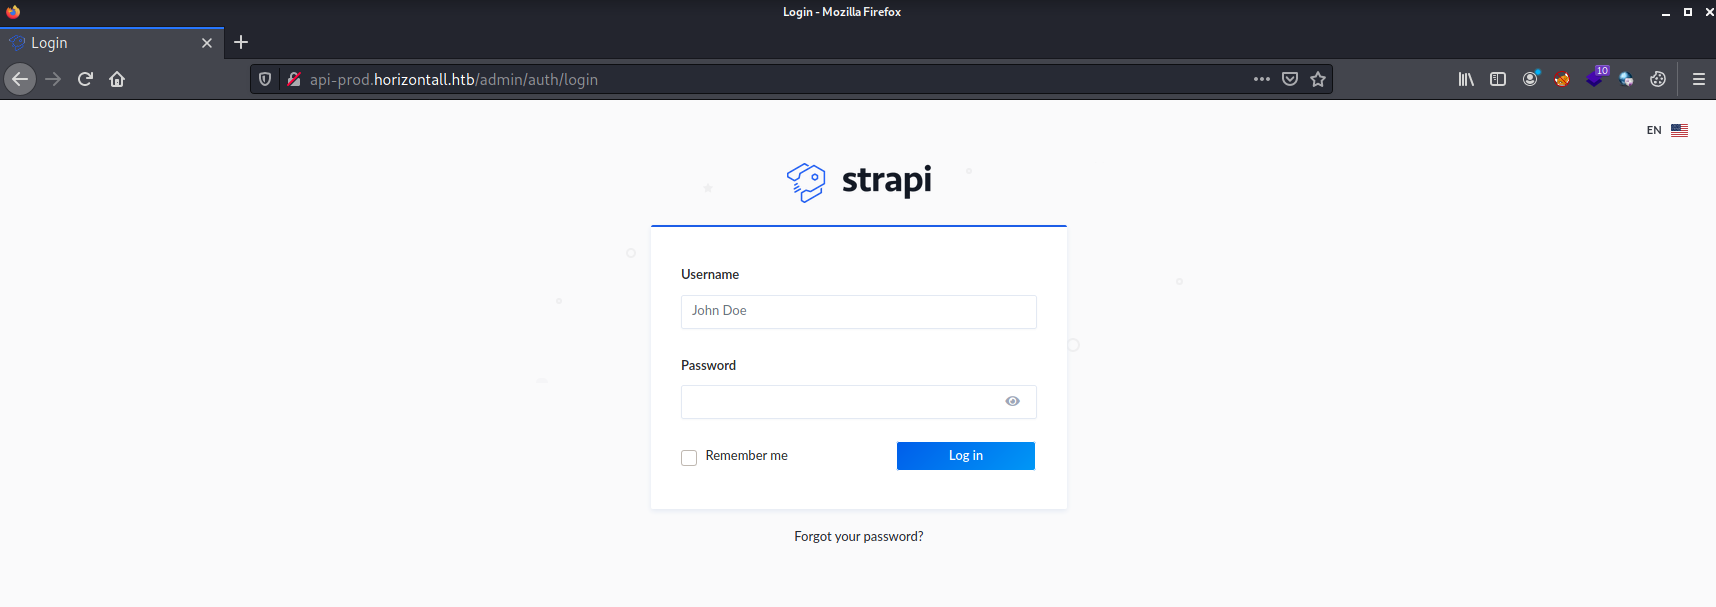 Login - Mozilla Firefox
Login
api-prod.horizontall.htb/admin/auth/login
10
EN
strapi
Username
John Doe
Password
Remember me
Log in
Forgot your password?